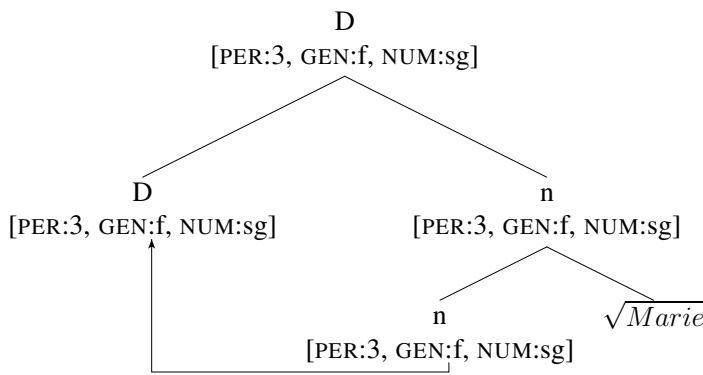 D
[PER:3, GEN:f, NUM:sg]
D
[PER:3, GEN:f, NUM:sg]
n
[PER:3, GEN:f, NUM:sg]
n
[PER:3, GEN:f, NUM:sg]
√Marie